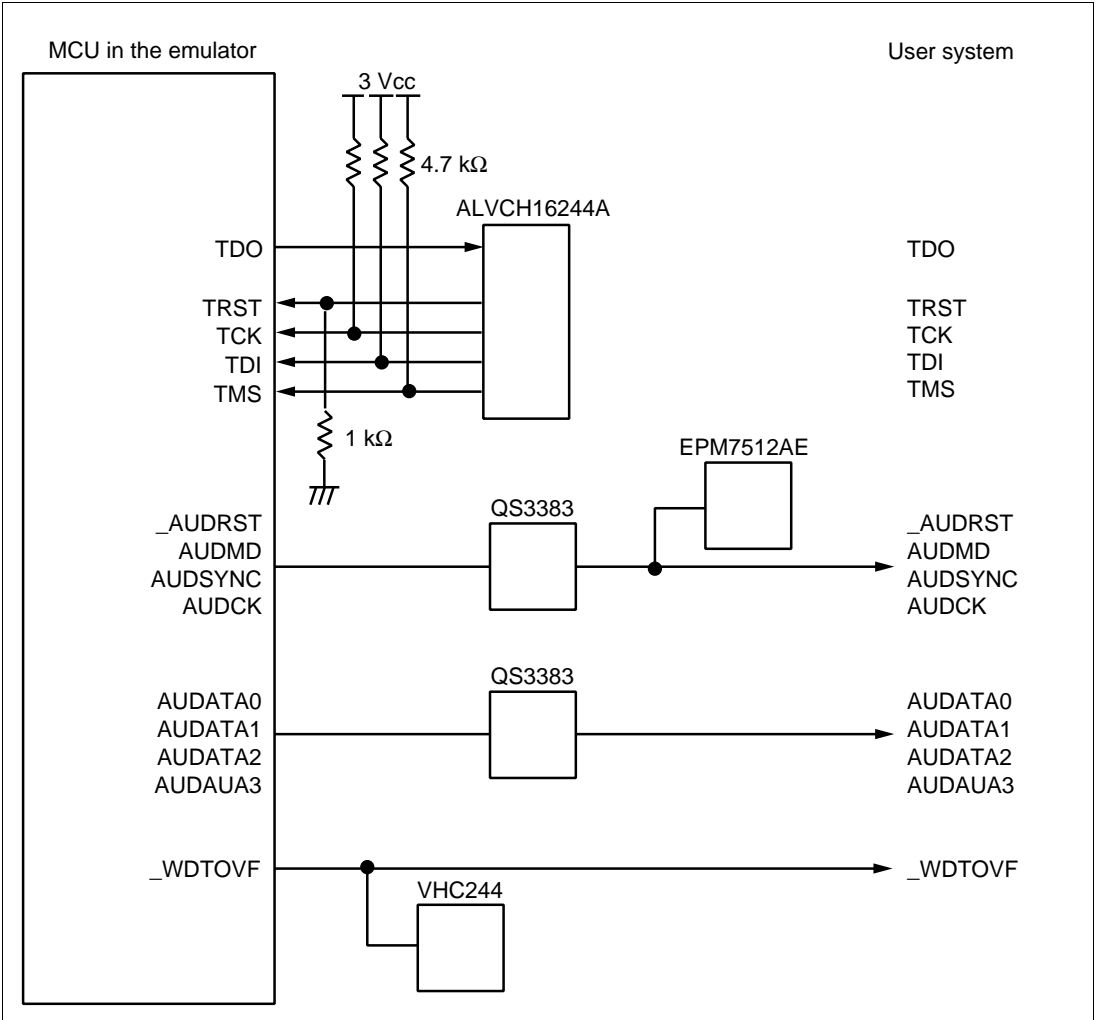 MCU in the emulator
User system
3 Vcc
4.7 kΩ
ALVCH16244A
TDO
TDO
TRST
TRST
TCK
TCK
TDI
TDI
TMS
TMS
1 kΩ
EPM7512AE
QS3383
_AUDRST
_AUDRST
AUDMD
AUDMD
AUDSYNC
AUDSYNC
AUDCK
AUDCK
QS3383
AUDATA0
AUDATA0
AUDATA1
AUDATA1
AUDATA2
AUDATA2
AUDAUA3
AUDAUA3
_WDTOVF
_WDTOVF
VHC244